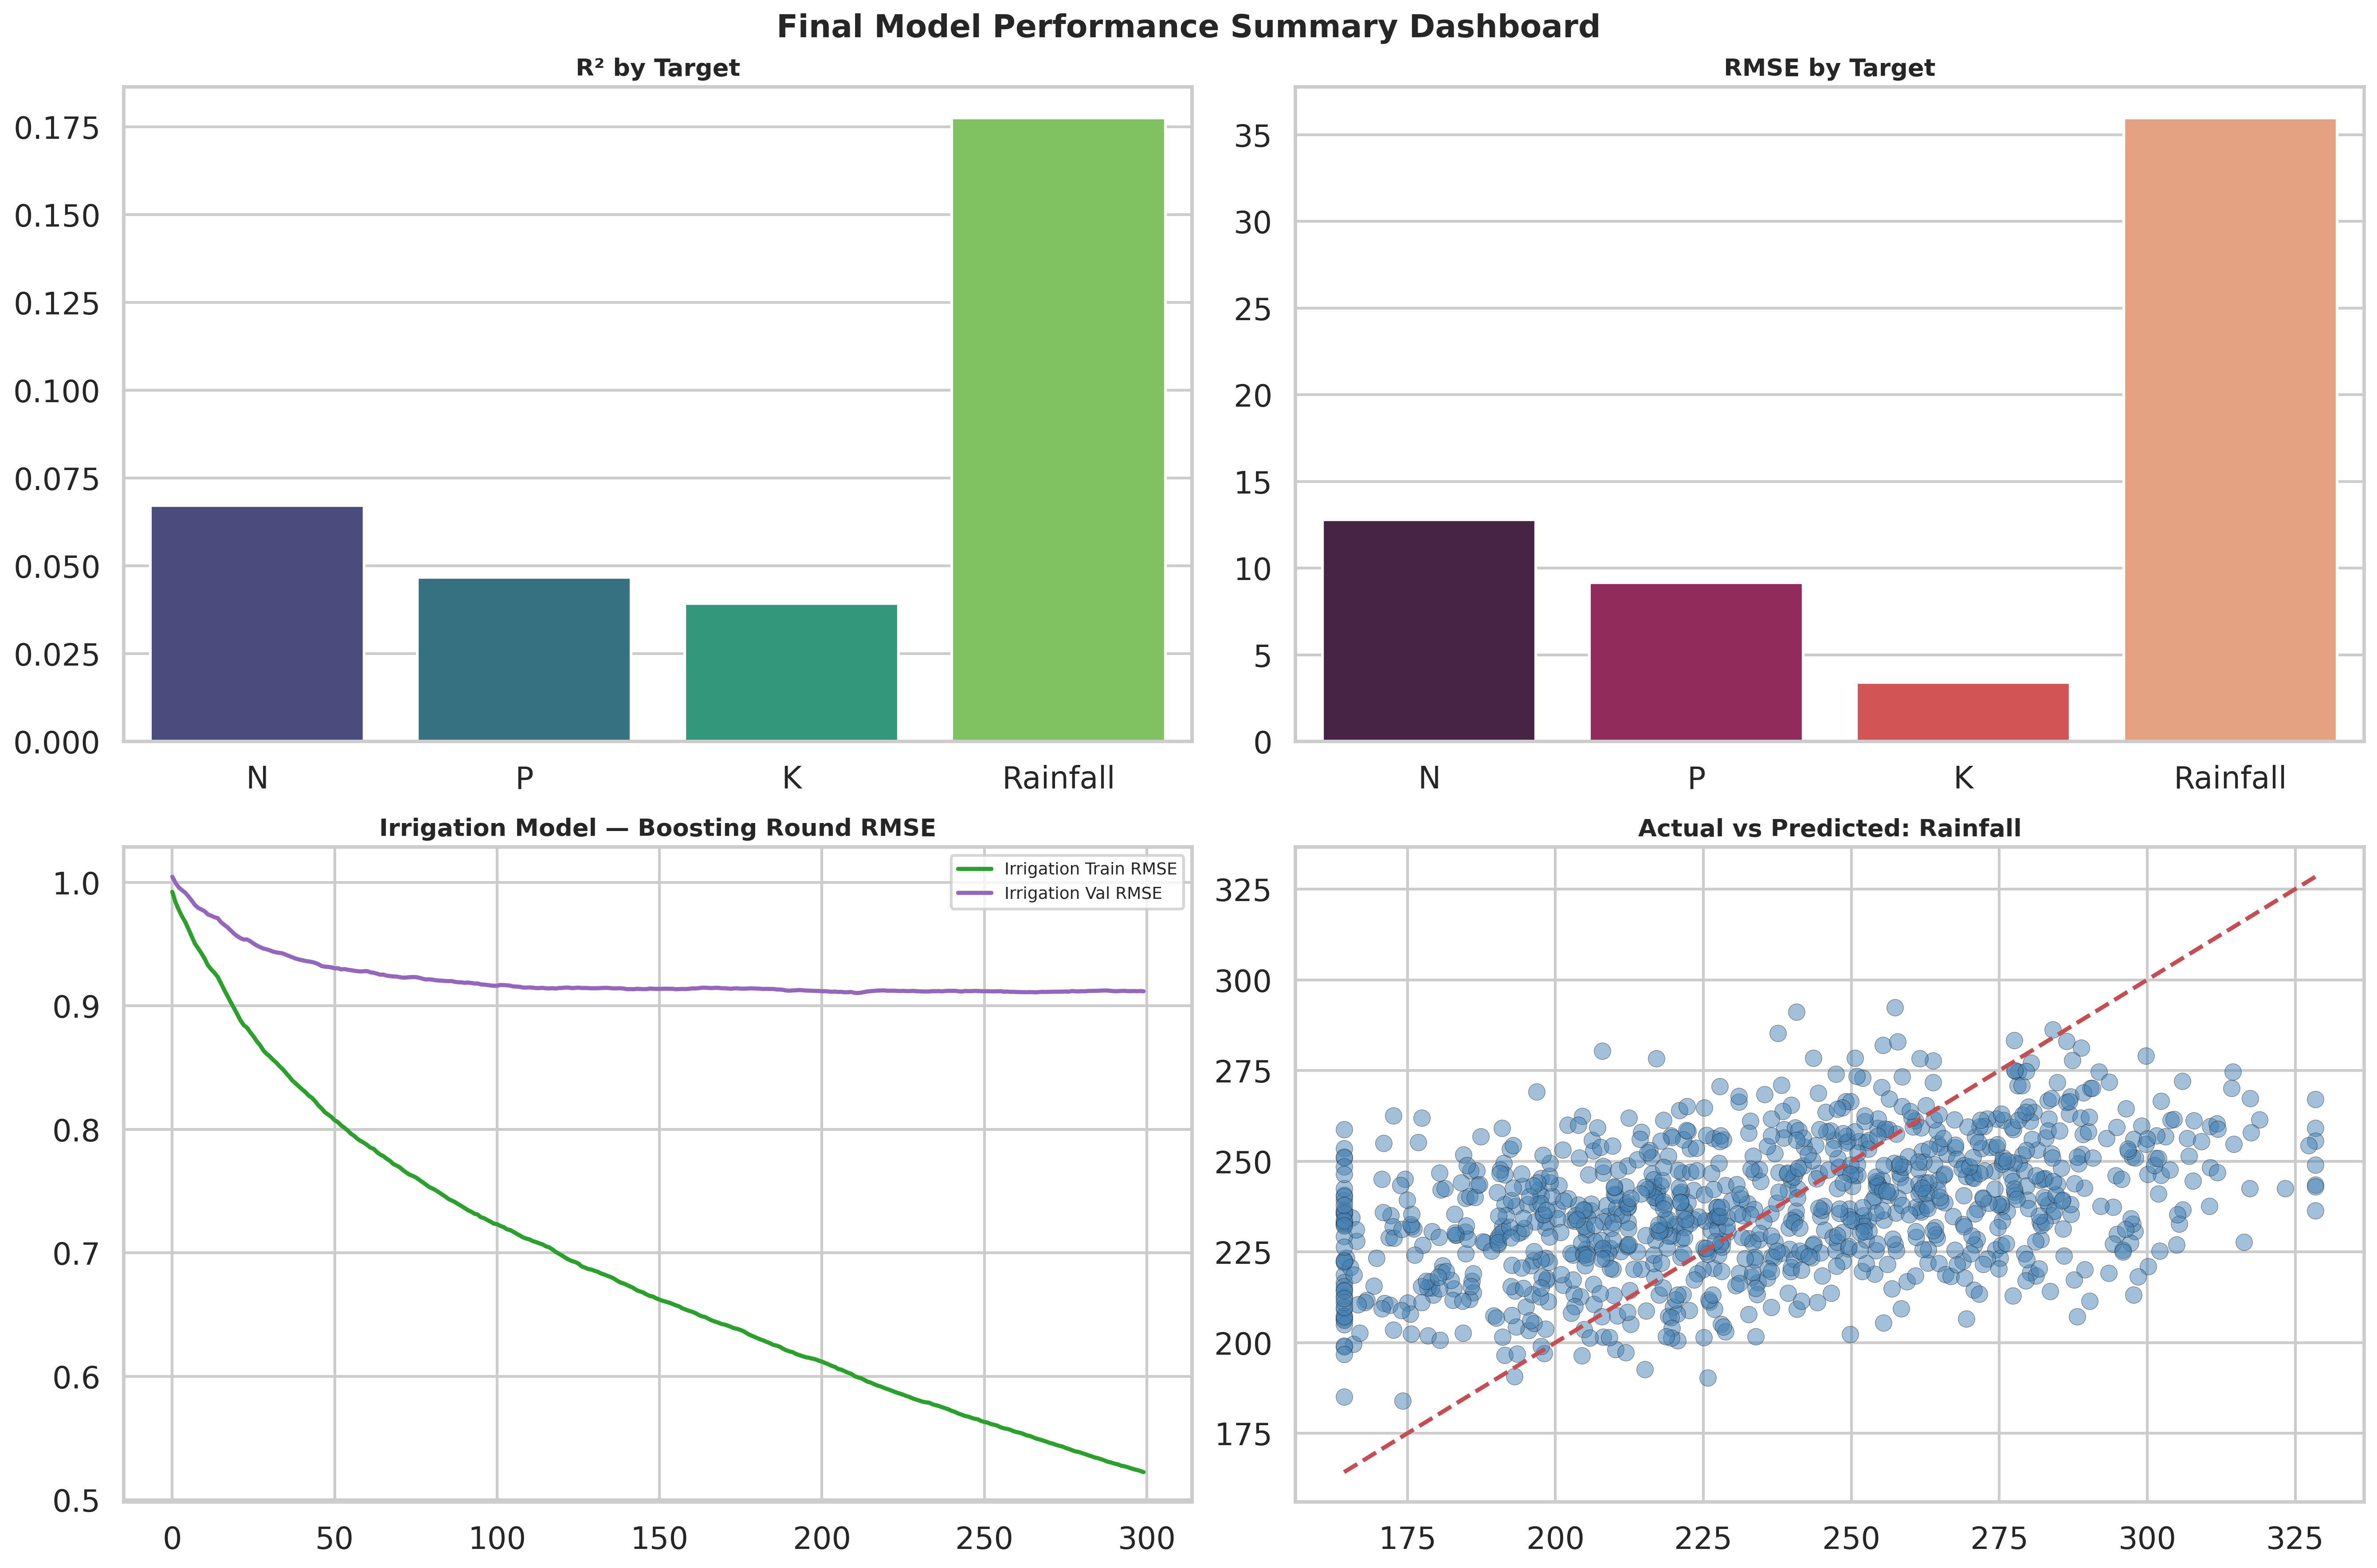 Final Model Performance Summary Dashboard
R² by Target
0.175
0.150
0.125
0.100
0.075
0.050
0.025
0.000
N P K Rainfall
RMSE by Target
35
30
25
20
15
10
5
0
N P K Rainfall
Irrigation Model — Boosting Round RMSE
Irrigation Train RMSE
Irrigation Val RMSE
1.0
0.9
0.8
0.7
0.6
0.5
0 50 100 150 200 250 300
Actual vs Predicted: Rainfall
325
300
275
250
225
200
175
175 200 225 250 275 300 325